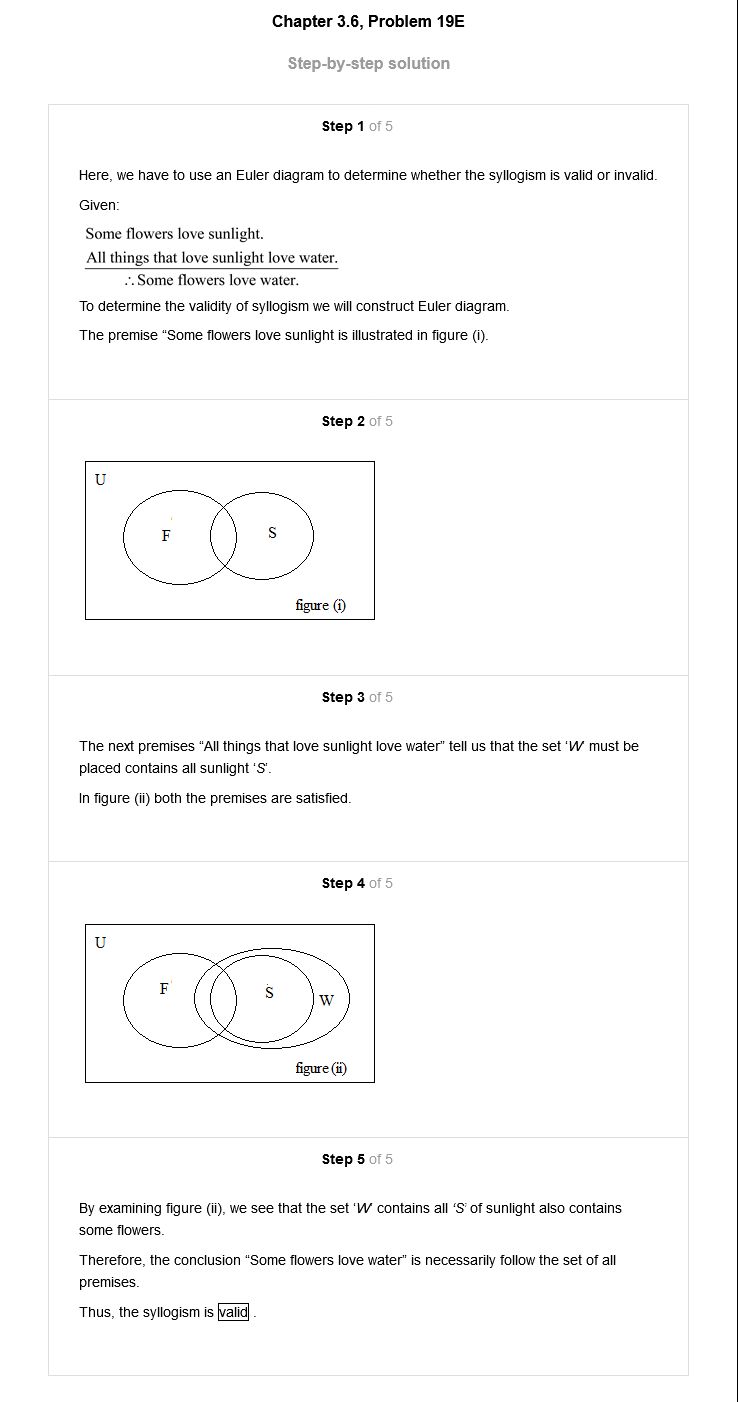 Chapter 3.6, Problem 19E
Step-by-step solution
Step 1 of 5
Here, we have to use an Euler diagram to determine whether the syllogism is valid or invalid.
Given:
Some flowers love sunlight.
All things that love sunlight love water.
∴ Some flowers love water.
To determine the validity of syllogism we will construct Euler diagram.
The premise “Some flowers love sunlight is illustrated in figure (i).
Step 2 of 5
U
F
S
figure (i)
Step 3 of 5
The next premises “All things that love sunlight love water” tell us that the set ‘W’ must be
placed contains all sunlight ‘S’.
In figure (ii) both the premises are satisfied.
Step 4 of 5
U
F
S
W
figure (ii)
Step 5 of 5
By examining figure (ii), we see that the set ‘W’ contains all ‘S’ of sunlight also contains
some flowers.
Therefore, the conclusion “Some flowers love water” is necessarily follow the set of all
premises.
Thus, the syllogism is valid .